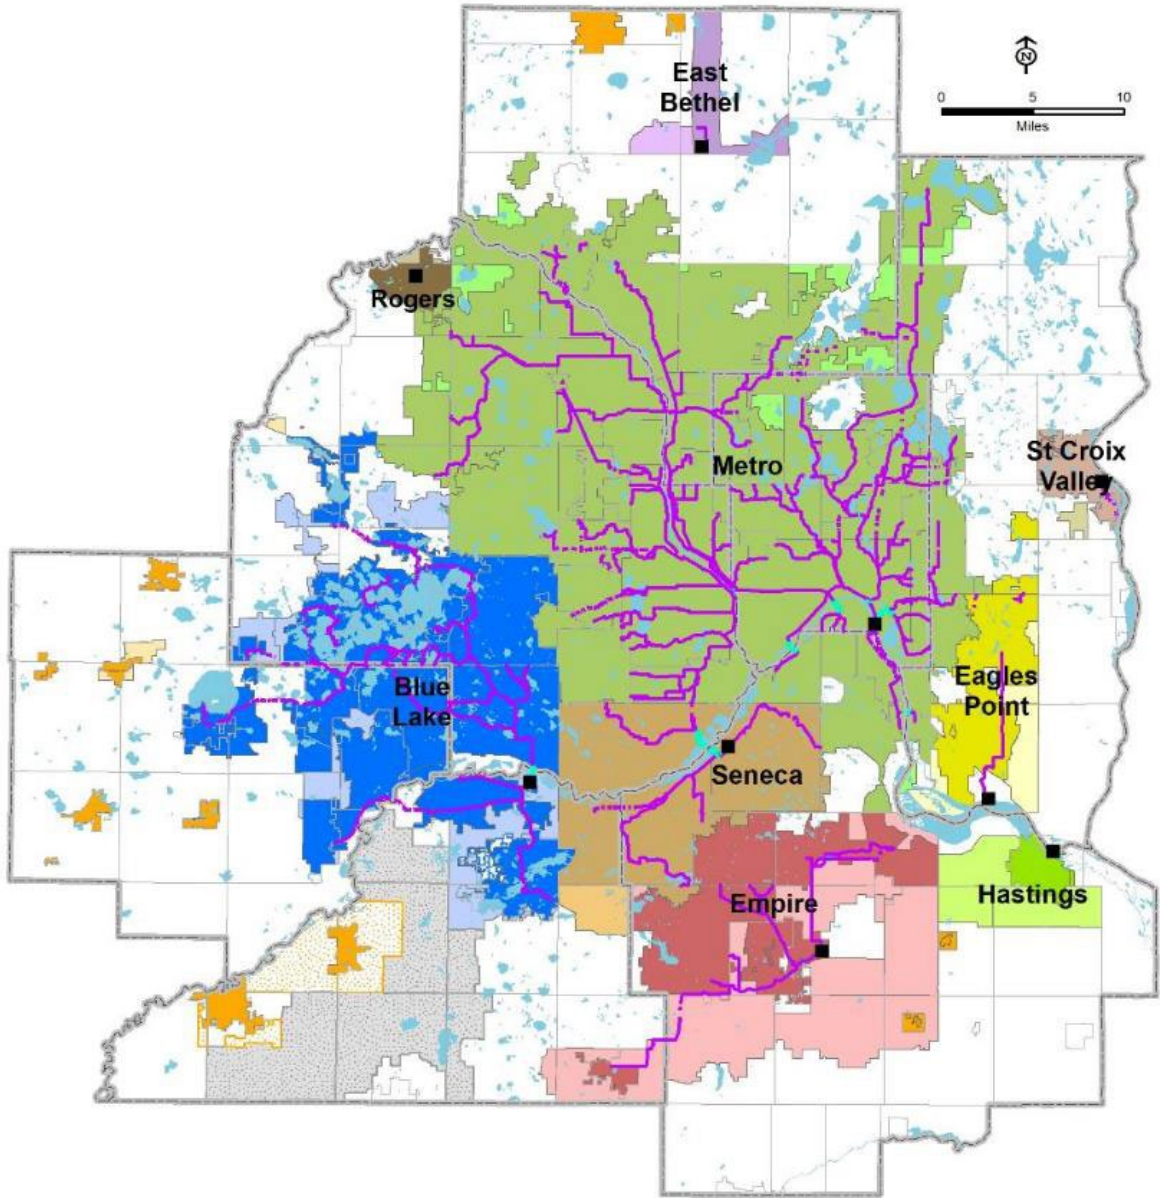 East
Bethel
N
0 5 10
Miles
Rogers
Metro
St Croix
Valley
Blue
Lake
Eagles
Point
Seneca
Hastings
Empire